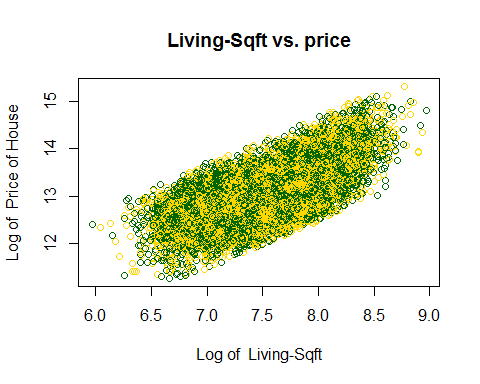 Living-Sqft vs. price
Log of  Price of House
15
14
13
12
6.0 6.5 7.0 7.5 8.0 8.5 9.0
Log of  Living-Sqft